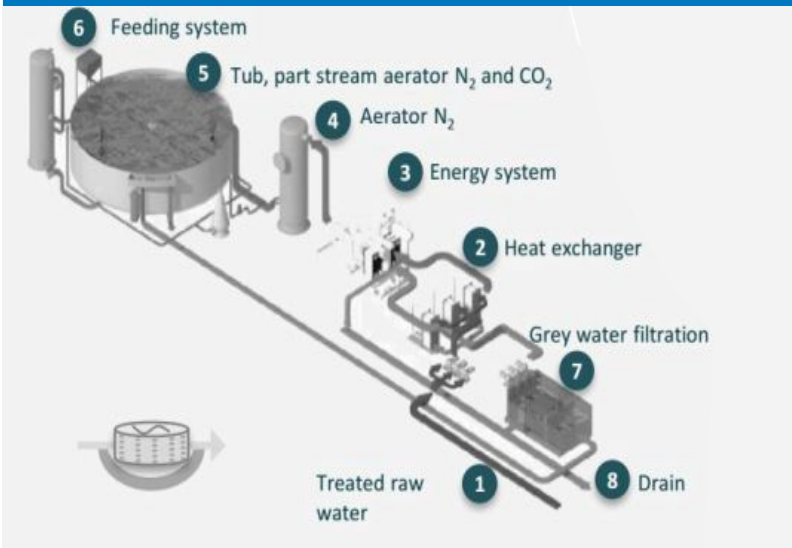 6 Feeding system
5 Tub, part stream aerator N₂ and CO₂
4 Aerator N₂
3 Energy system
2 Heat exchanger
Grey water filtration
7
Treated raw
water
1
8 Drain